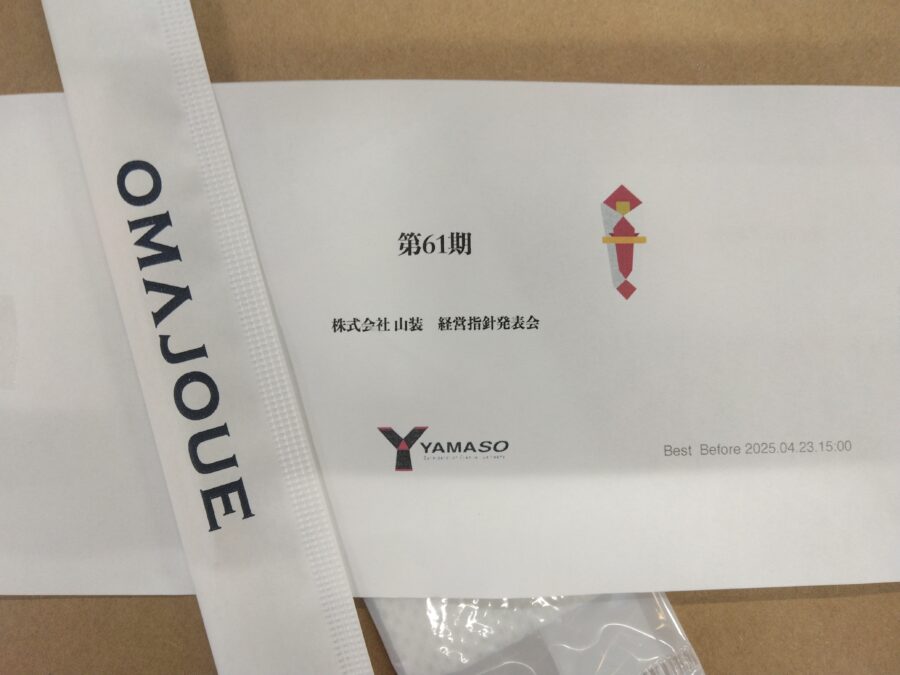 OMAJOUE
第61期
株式会社 山装　経営指針発表会
YAMASO
Best Before 2025.04.23.15:00